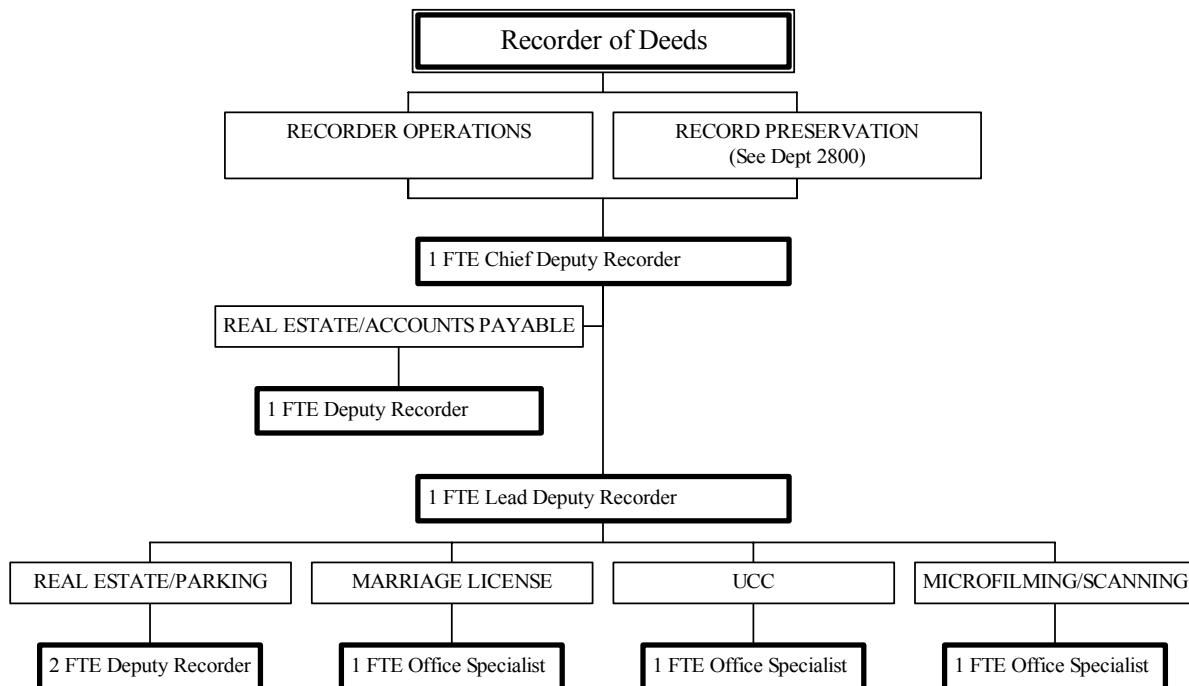 Recorder of Deeds
RECORDER OPERATIONS
RECORD PRESERVATION
(See Dept 2800)
1 FTE Chief Deputy Recorder
REAL ESTATE/ACCOUNTS PAYABLE
1 FTE Deputy Recorder
1 FTE Lead Deputy Recorder
REAL ESTATE/PARKING
MARRIAGE LICENSE
UCC
MICROFILMING/SCANNING
2 FTE Deputy Recorder
1 FTE Office Specialist
1 FTE Office Specialist
1 FTE Office Specialist